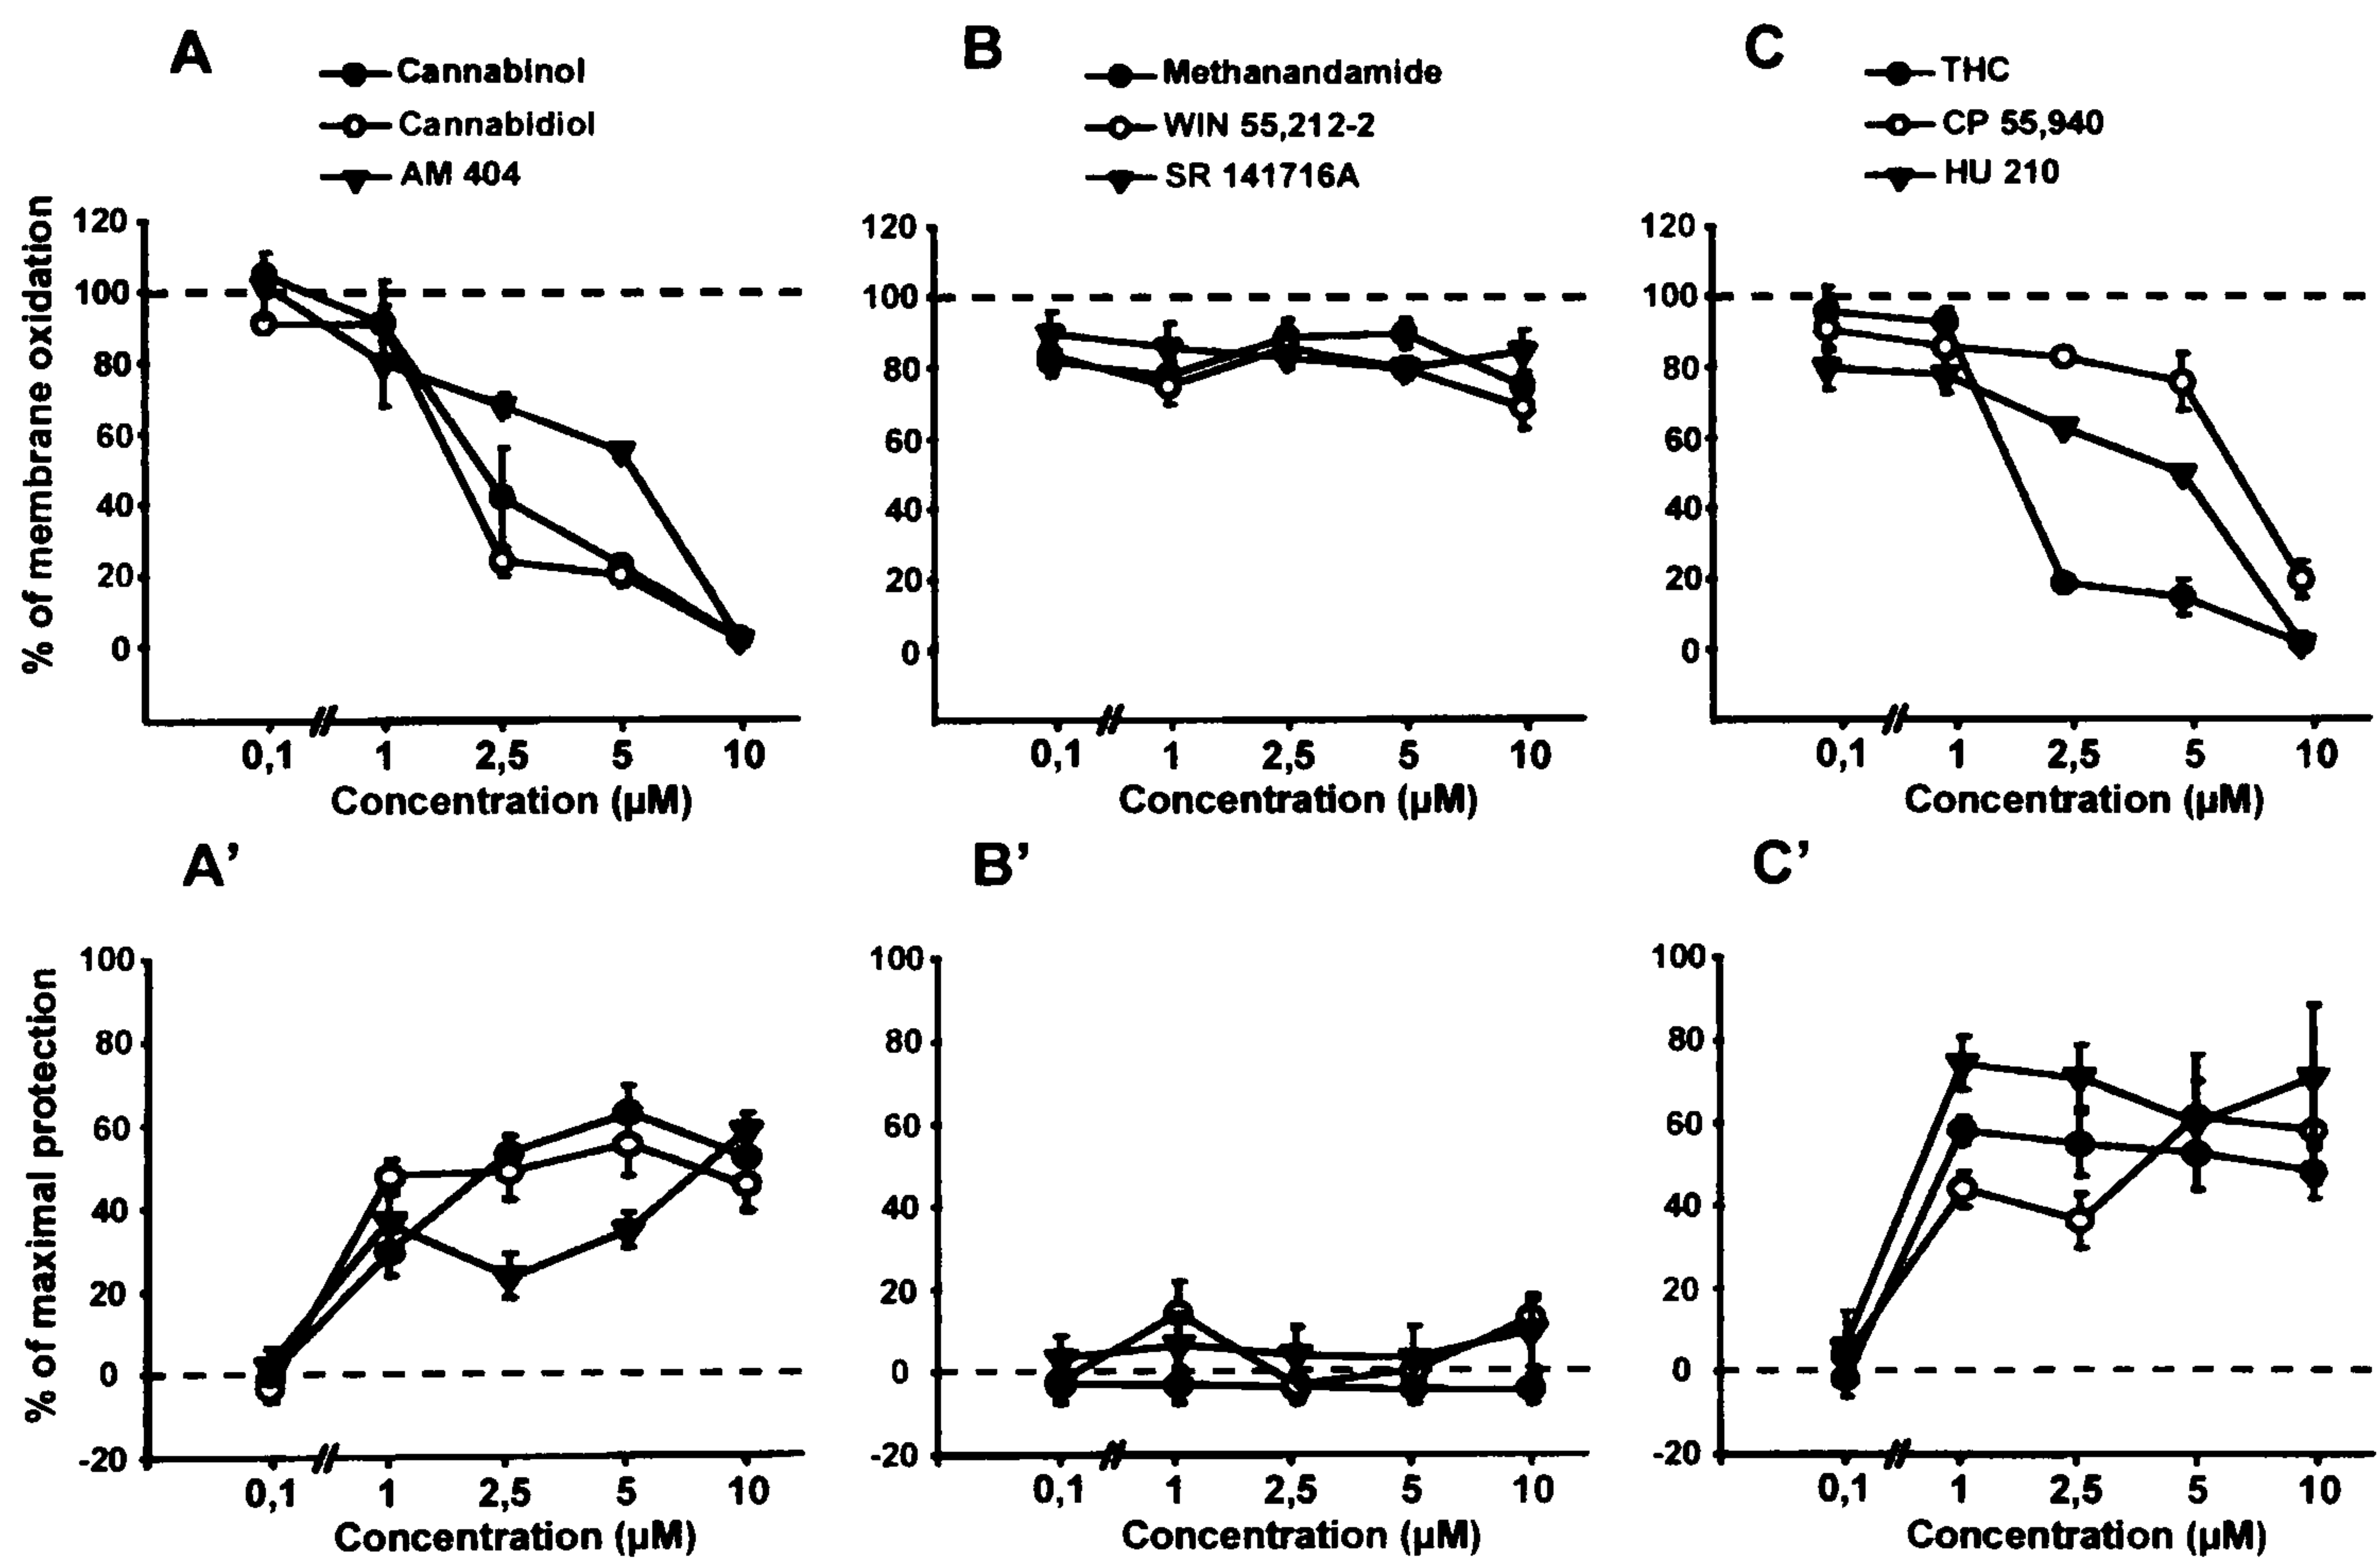 A
Cannabinol
Cannabidiol
AM 404
% of membrane oxidation
120
100
80
60
40
20
0
0,1 // 1 2,5 5 10
Concentration (µM)
B
Methanandamide
WIN 55,212-2
SR 141716A
120
100
80
60
40
20
0
0,1 // 1 2,5 5 10
Concentration (µM)
C
THC
CP 55,940
HU 210
120
100
80
60
40
20
0
0,1 // 1 2,5 5 10
Concentration (µM)
A’
% of maximal protection
100
80
60
40
20
0
-20
0,1 // 1 2,5 5 10
Concentration (µM)
B’
100
80
60
40
20
0
-20
0,1 // 1 2,5 5 10
Concentration (µM)
C’
100
80
60
40
20
0
-20
0,1 // 1 2,5 5 10
Concentration (µM)